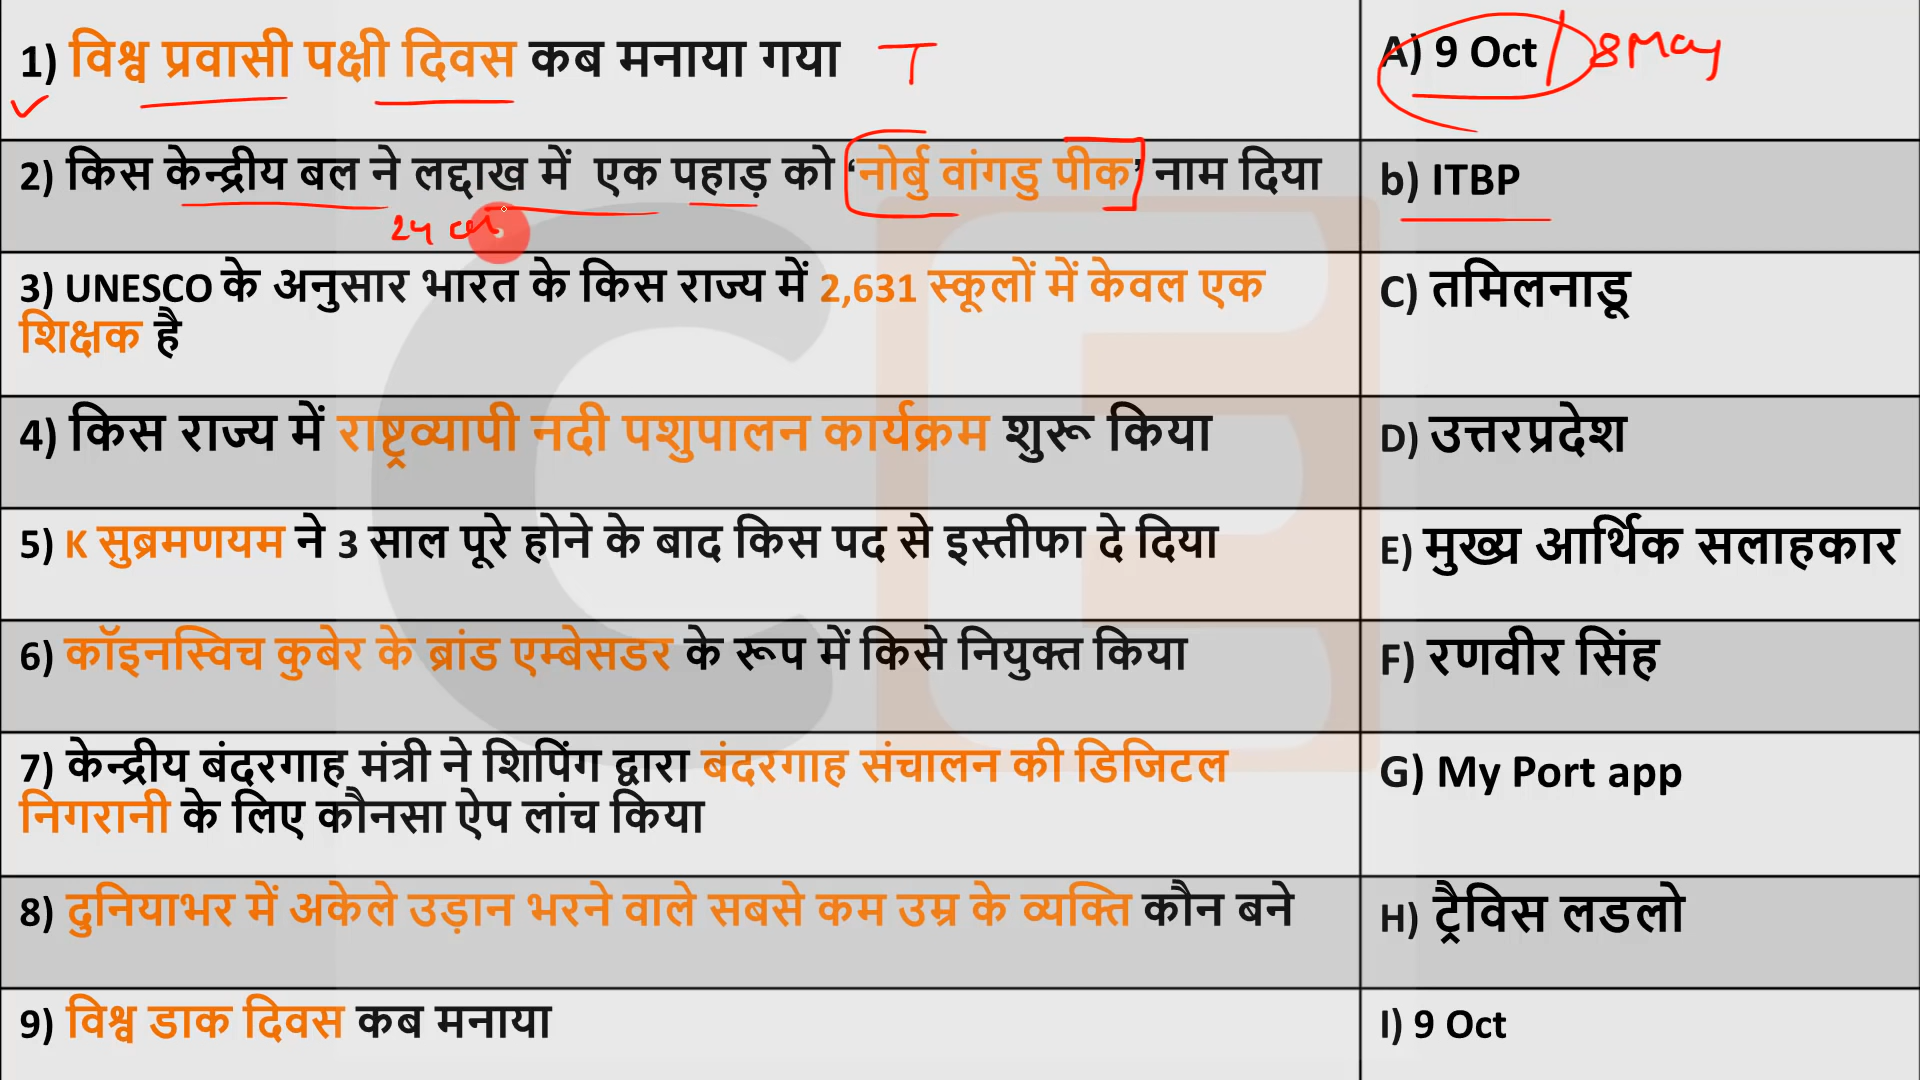 1) विश्व प्रवासी पक्षी दिवस कब मनाया गया T
A) 9 Oct / 8 May
2) किस केन्द्रीय बल ने लद्दाख में एक पहाड़ को ‘नोर्बु वांगडु पीक’ नाम दिया
24
b) ITBP
3) UNESCO के अनुसार भारत के किस राज्य में 2,631 स्कूलों में केवल एक
शिक्षक है
C) तमिलनाडू
4) किस राज्य में राष्ट्रव्यापी नदी पशुपालन कार्यक्रम शुरू किया
D) उत्तरप्रदेश
5) K सुब्रमणयम ने 3 साल पूरे होने के बाद किस पद से इस्तीफा दे दिया
E) मुख्य आर्थिक सलाहकार
6) कॉइनस्विच कुबेर के ब्रांड एम्बेसडर के रूप में किसे नियुक्त किया
F) रणवीर सिंह
7) केन्द्रीय बंदरगाह मंत्री ने शिपिंग द्वारा बंदरगाह संचालन की डिजिटल
निगरानी के लिए कौनसा ऐप लांच किया
G) My Port app
8) दुनियाभर में अकेले उड़ान भरने वाले सबसे कम उम्र के व्यक्ति कौन बने
H) ट्रैविस लडलो
9) विश्व डाक दिवस कब मनाया
I) 9 Oct